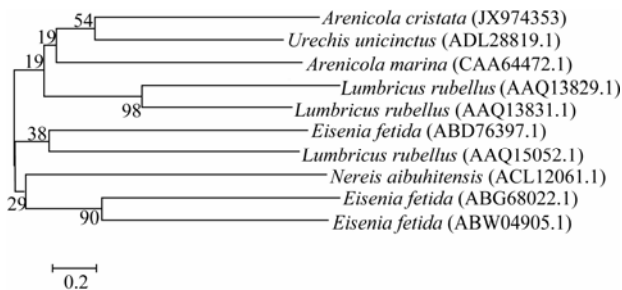 54 Arenicola cristata (JX974353)
19 Urechis unicinctus (ADL28819.1)
19 Arenicola marina (CAA64472.1)
Lumbricus rubellus (AAQ13829.1)
98 Lumbricus rubellus (AAQ13831.1)
38 Eisenia fetida (ABD76397.1)
Lumbricus rubellus (AAQ15052.1)
Nereis aibuhitensis (ACL12061.1)
29 Eisenia fetida (ABG68022.1)
90 Eisenia fetida (ABW04905.1)
0.2